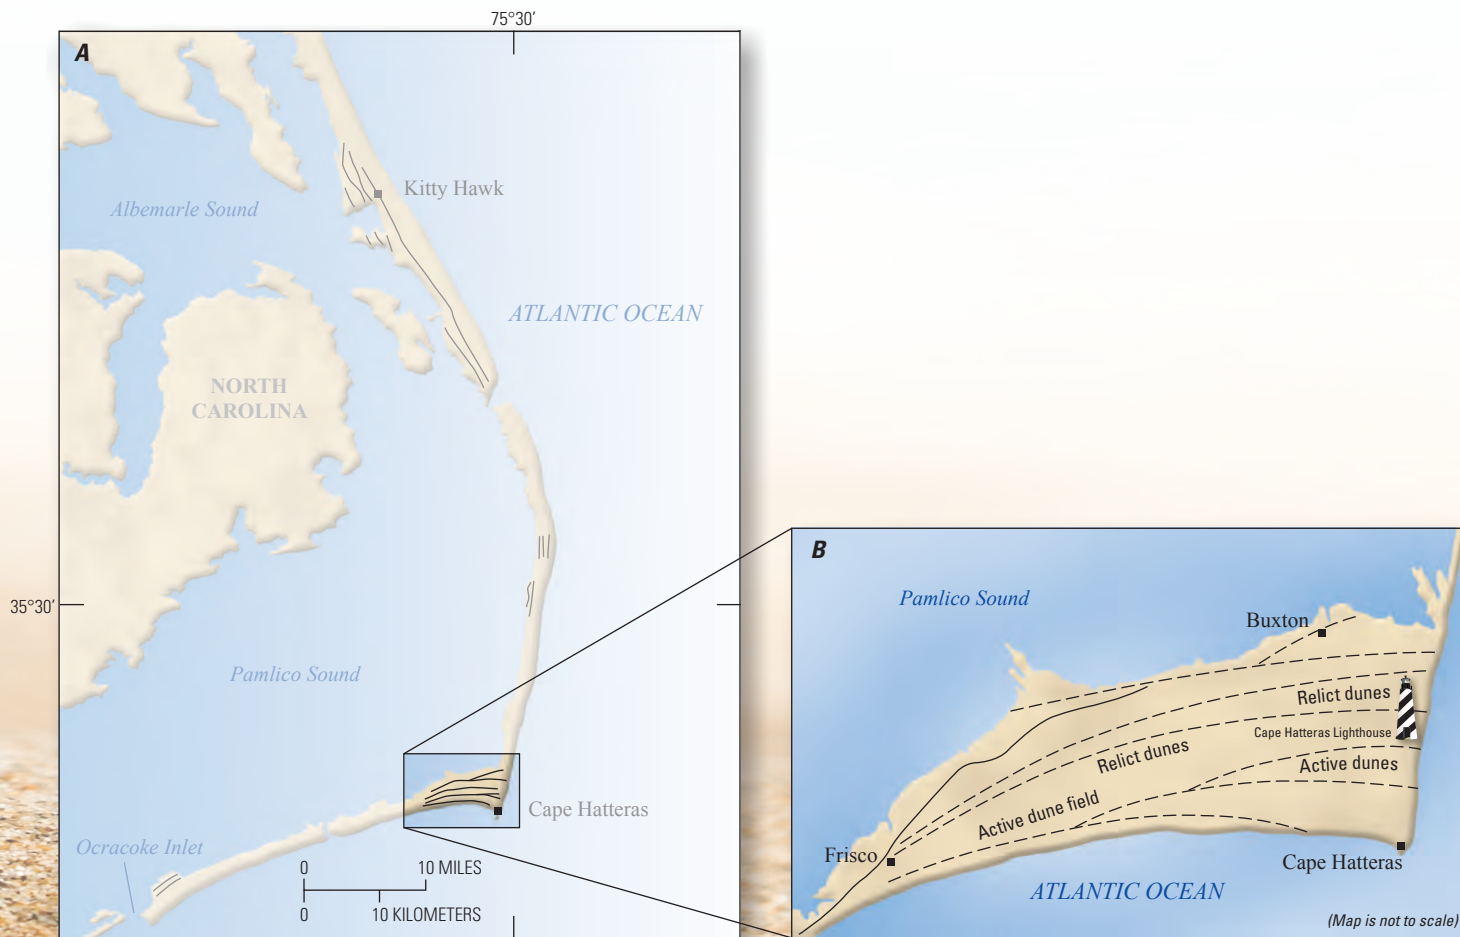 75°30′
A
Kitty Hawk
Albemarle Sound
ATLANTIC OCEAN
NORTH
CAROLINA
35°30′
Pamlico Sound
Cape Hatteras
Ocracoke Inlet
0 10 MILES
0 10 KILOMETERS
B
Pamlico Sound
Buxton
Relict dunes
Cape Hatteras Lighthouse
Relict dunes
Active dunes
Active dune field
Frisco
Cape Hatteras
ATLANTIC OCEAN
(Map is not to scale)